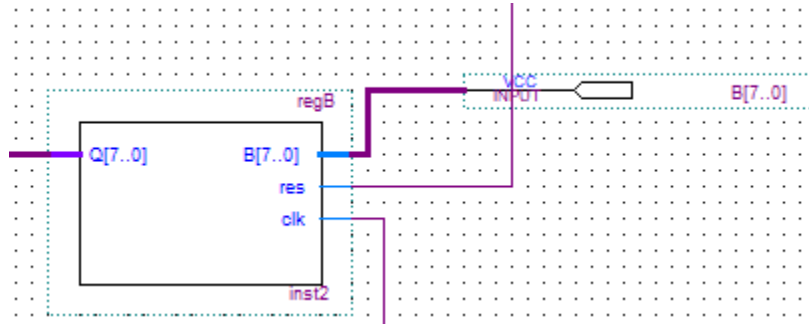 VCC
INPUT
B[7..0]
regB
Q[7..0]
B[7..0]
res
clk
inst2